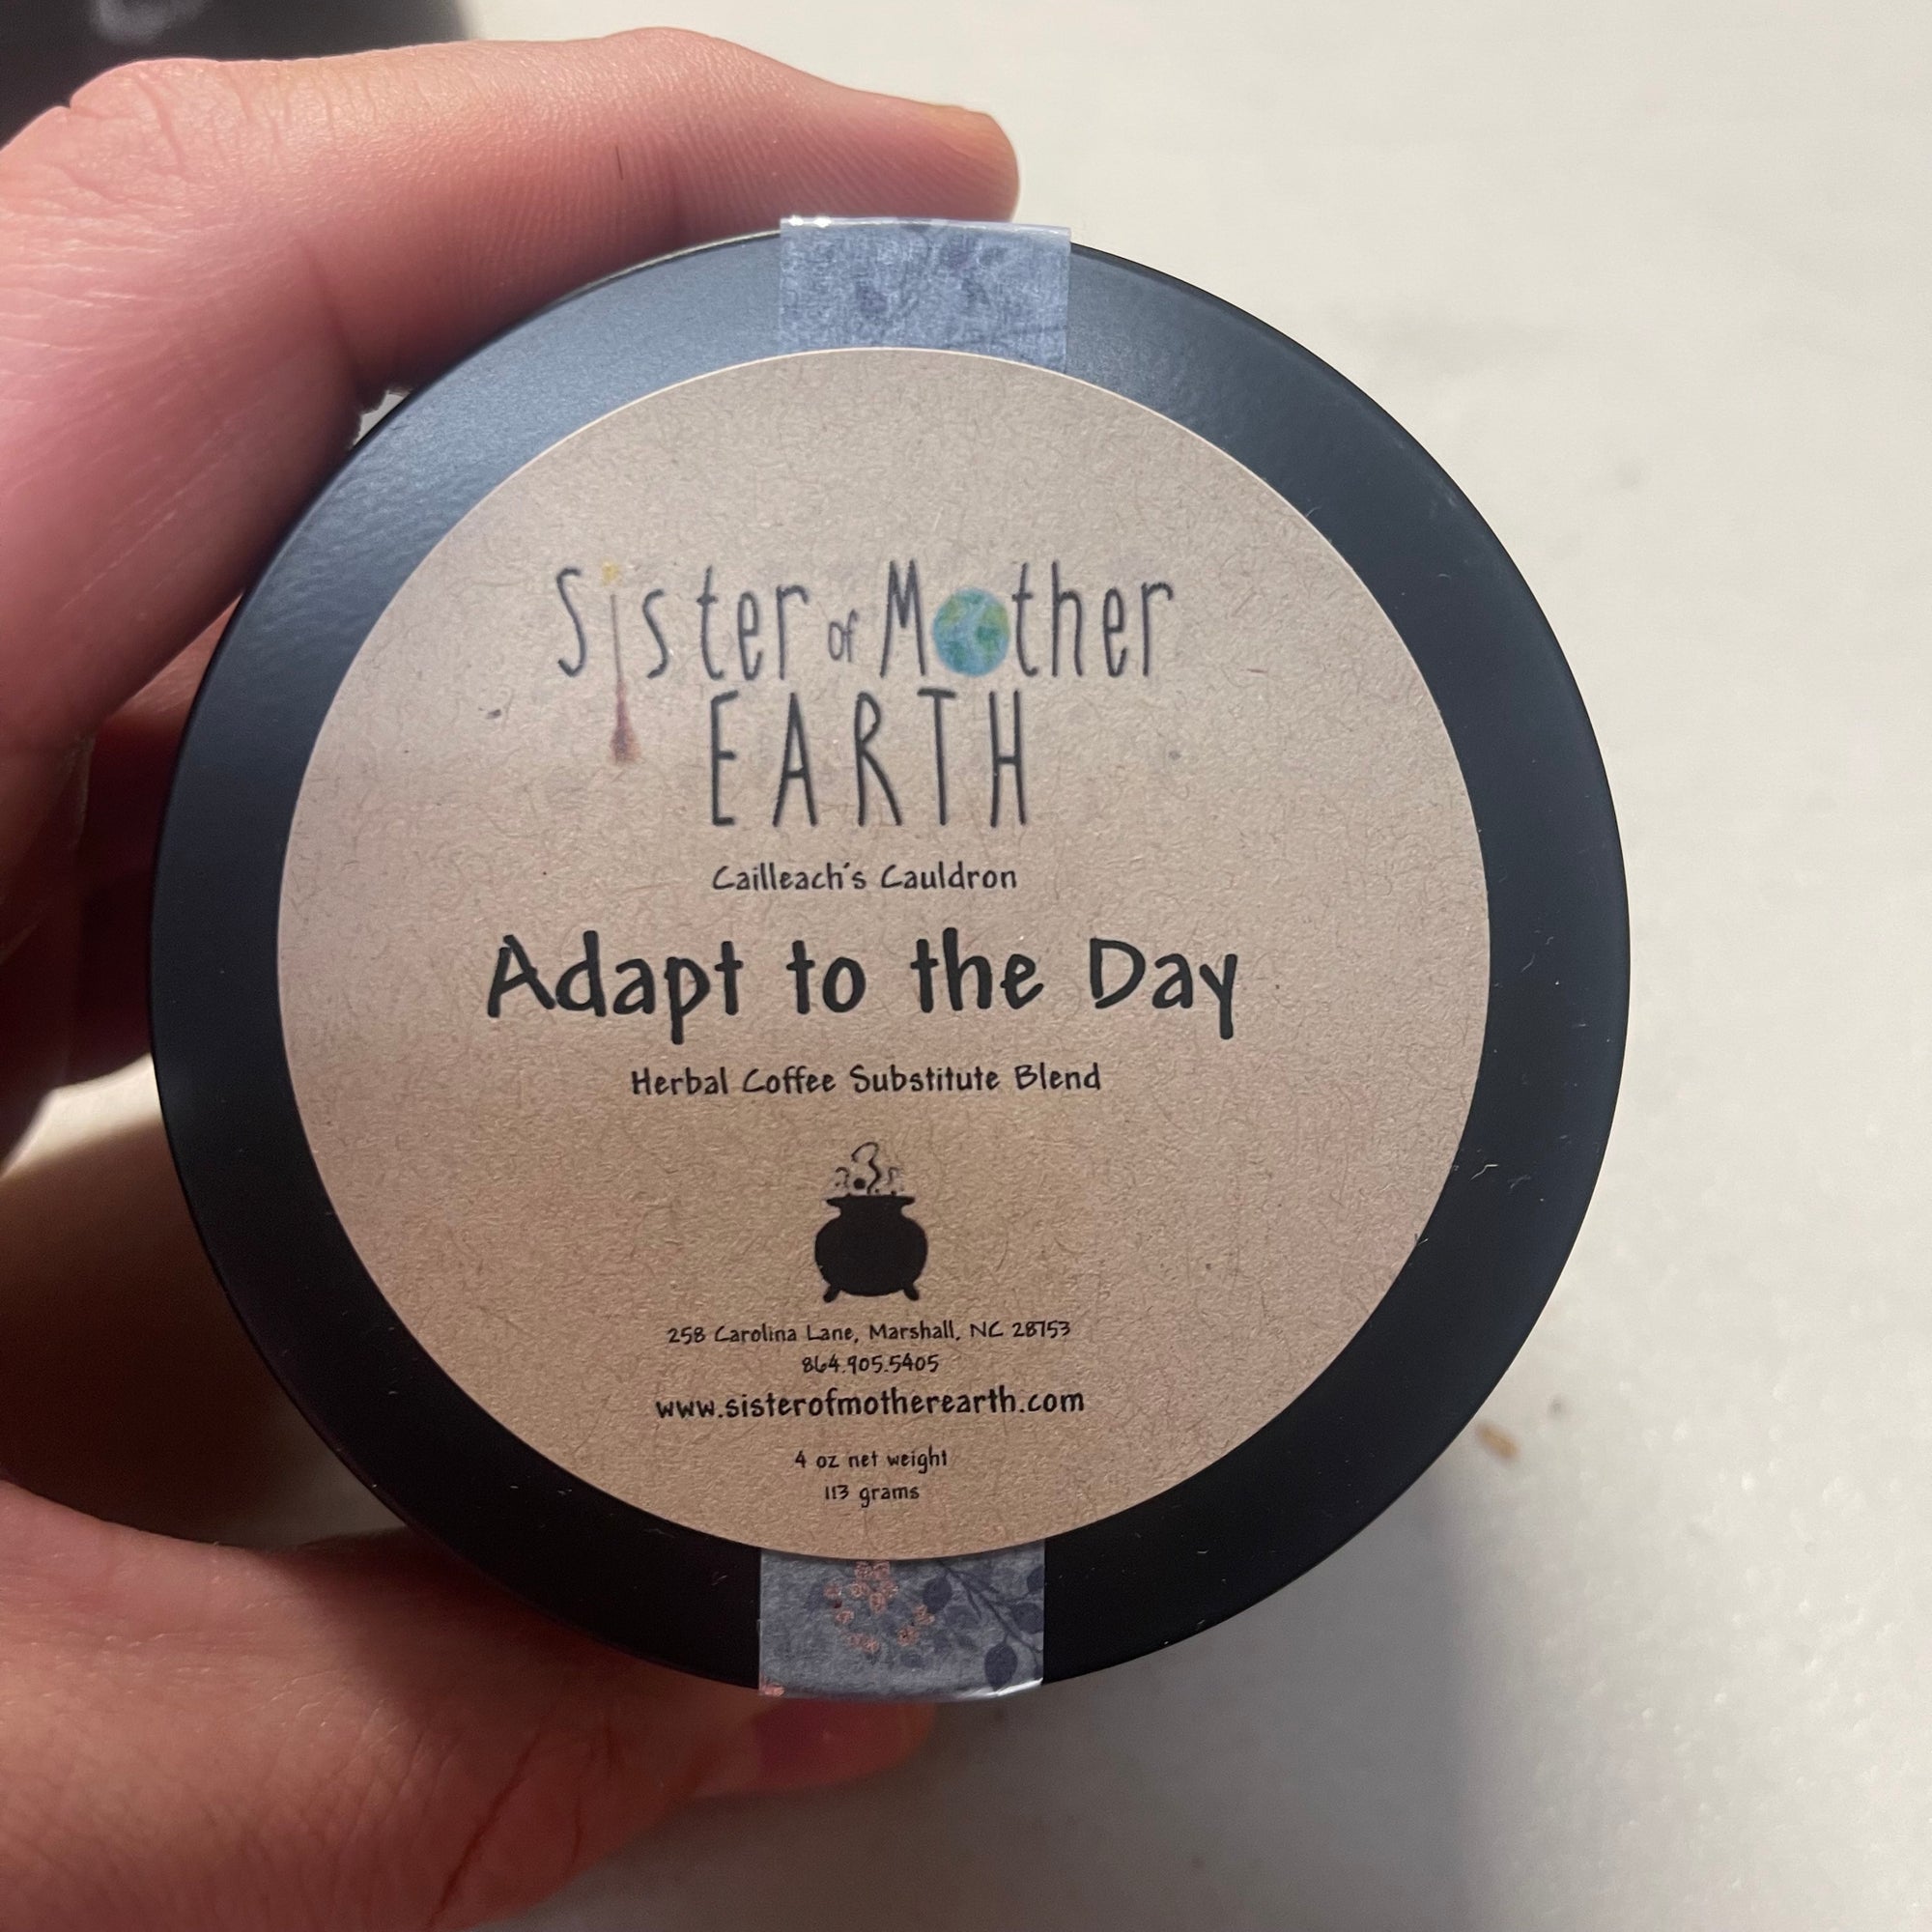 Sister of Mother
EARTH
Cailleach's Cauldron
Adapt to the Day
Herbal Coffee Substitute Blend
258 Carolina Lane, Marshall, NC 28753
864.905.5405
www.sisterofmotherearth.com
4 oz net weight
113 grams